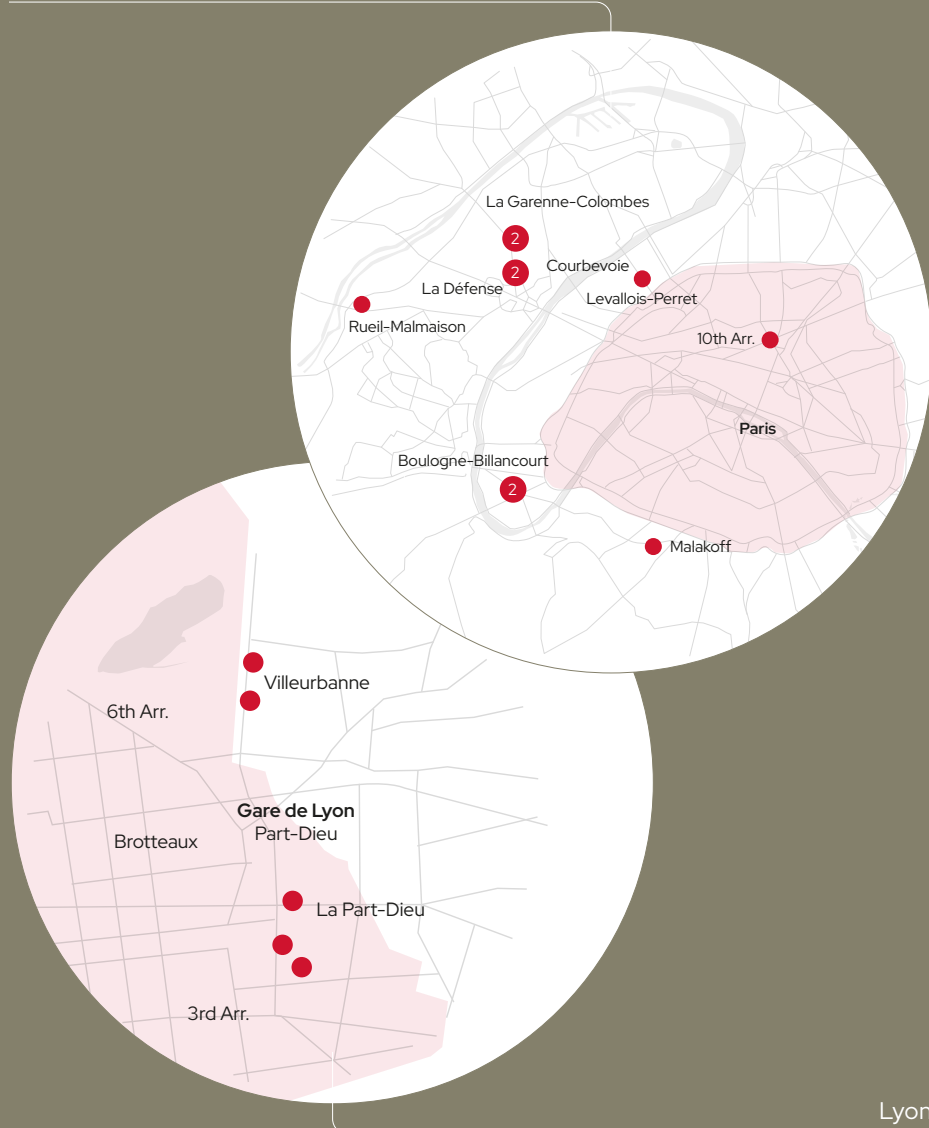 La Garenne-Colombes
2
2
Courbevoie
La Défense
Levallois-Perret
Rueil-Malmaison
10th Arr.
Paris
Boulogne-Billancourt
2
Malakoff
Villeurbanne
6th Arr.
Gare de Lyon
Part-Dieu
Brotteaux
La Part-Dieu
3rd Arr.
Lyon